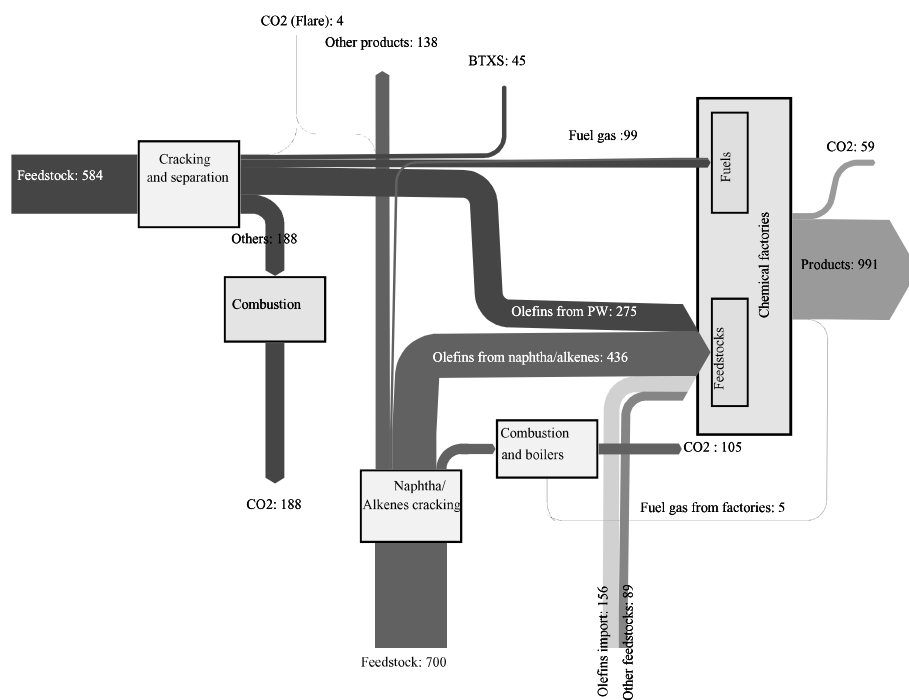 CO2 (Flare): 4
Other products: 138
BTXS: 45
Fuel gas :99
CO2: 59
Cracking
and separation
Feedstock: 584
Fuels
Others: 188
Chemical factories
Products: 991
Combustion
Olefins from PW: 275
Olefins from naphtha/alkenes: 436
Feedstocks
Combustion
and boilers
CO2 : 105
Naphtha/
Alkenes cracking
CO2: 188
Fuel gas from factories: 5
Olefins import: 156
Other feedstocks: 89
Feedstock: 700